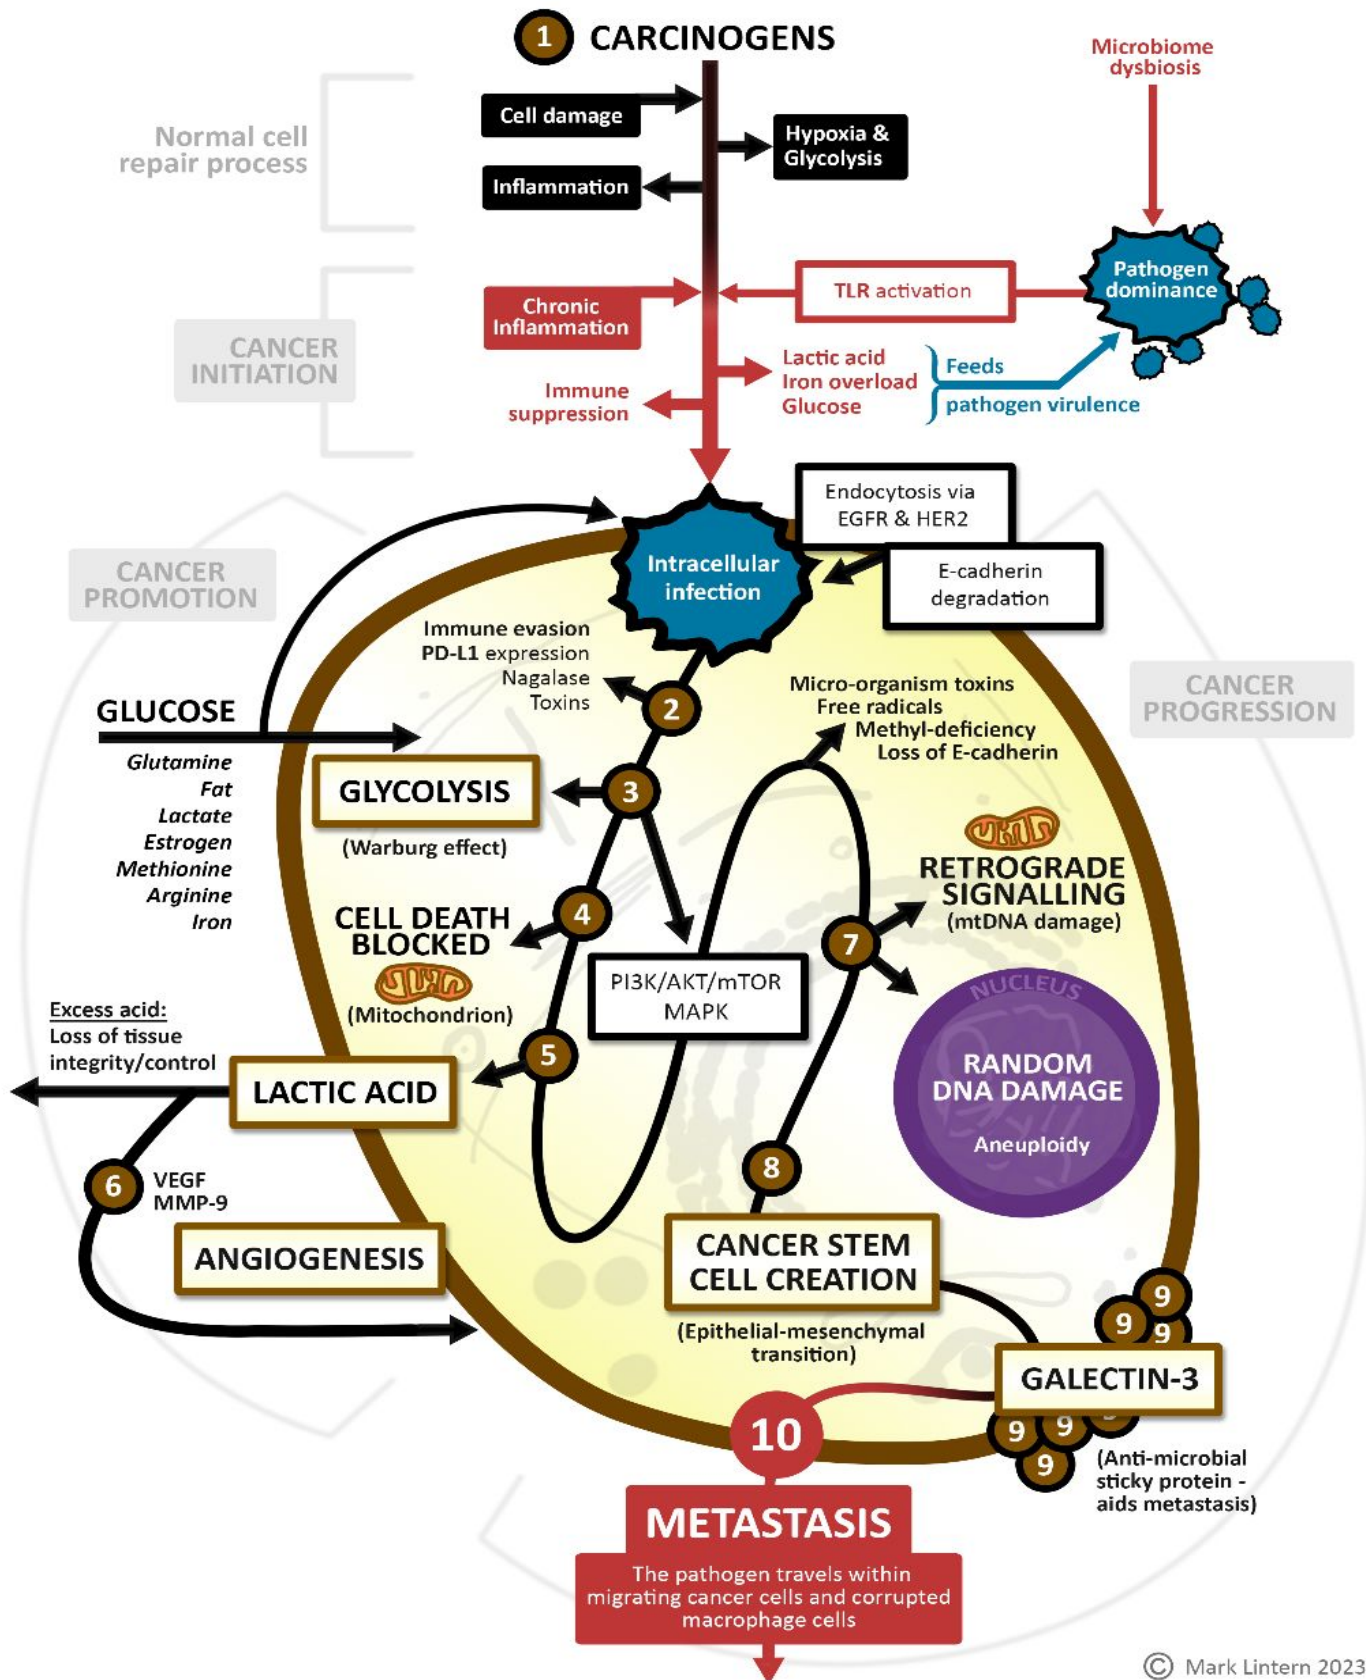 1 CARCINOGENS
Microbiome
dysbiosis
Normal cell
repair process
Cell damage
Hypoxia &
Glycolysis
Inflammation
CANCER
INITIATION
Chronic
Inflammation
TLR activation
Pathogen
dominance
Immune
suppression
Lactic acid
Iron overload
Glucose
Feeds
pathogen virulence
Endocytosis via
EGFR & HER2
E-cadherin
degradation
Intracellular
infection
CANCER
PROMOTION
CANCER
PROGRESSION
Immune evasion
PD-L1 expression
Nagalase
Toxins
2
Micro-organism toxins
Free radicals
Methyl-deficiency
Loss of E-cadherin
GLUCOSE
Glutamine
Fat
Lactate
Estrogen
Methionine
Arginine
Iron
GLYCOLYSIS
(Warburg effect)
3
4
CELL DEATH
BLOCKED
(Mitochondrion)
PI3K/AKT/mTOR
MAPK
7
RETROGRADE
SIGNALLING
(mtDNA damage)
NUCLEUS
RANDOM
DNA DAMAGE
Aneuploidy
Excess acid:
Loss of tissue
integrity/control
5
LACTIC ACID
6
VEGF
MMP-9
ANGIOGENESIS
8
CANCER STEM
CELL CREATION
(Epithelial-mesenchymal
transition)
9
9
9
GALECTIN-3
9
9
9
9
(Anti-microbial
sticky protein -
aids metastasis)
10
METASTASIS
The pathogen travels within
migrating cancer cells and corrupted
macrophage cells
© Mark Lintern 2023